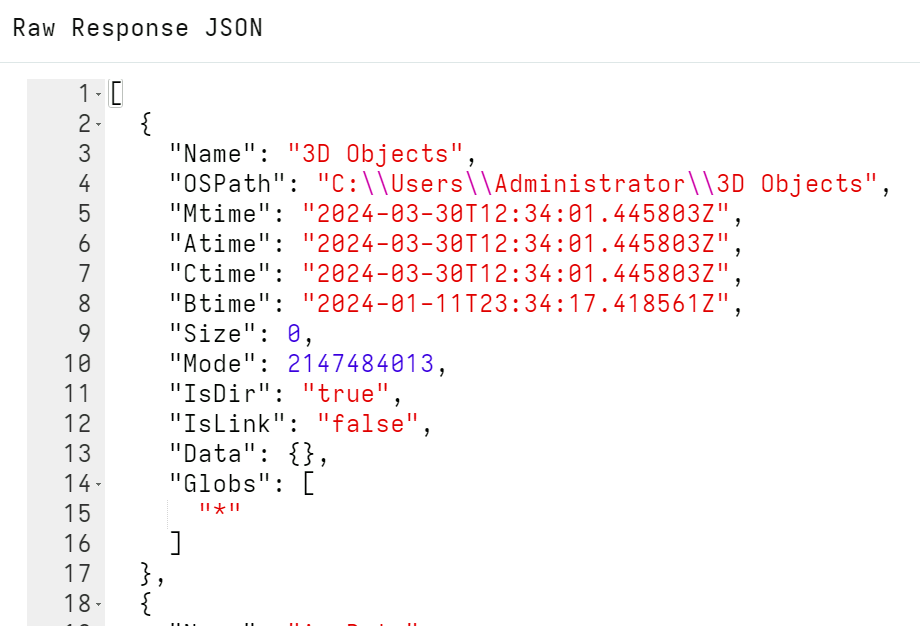 Raw Response JSON
1 [
2 {
3 "Name": "3D Objects",
4 "OSPath": "C:\\Users\\Administrator\\3D Objects",
5 "Mtime": "2024-03-30T12:34:01.445803Z",
6 "Atime": "2024-03-30T12:34:01.445803Z",
7 "Ctime": "2024-03-30T12:34:01.445803Z",
8 "Btime": "2024-01-11T23:34:17.418561Z",
9 "Size": 0,
10 "Mode": 2147484013,
11 "IsDir": "true",
12 "IsLink": "false",
13 "Data": {},
14 "Globs": [
15 "*"
16 ]
17 },
18 {